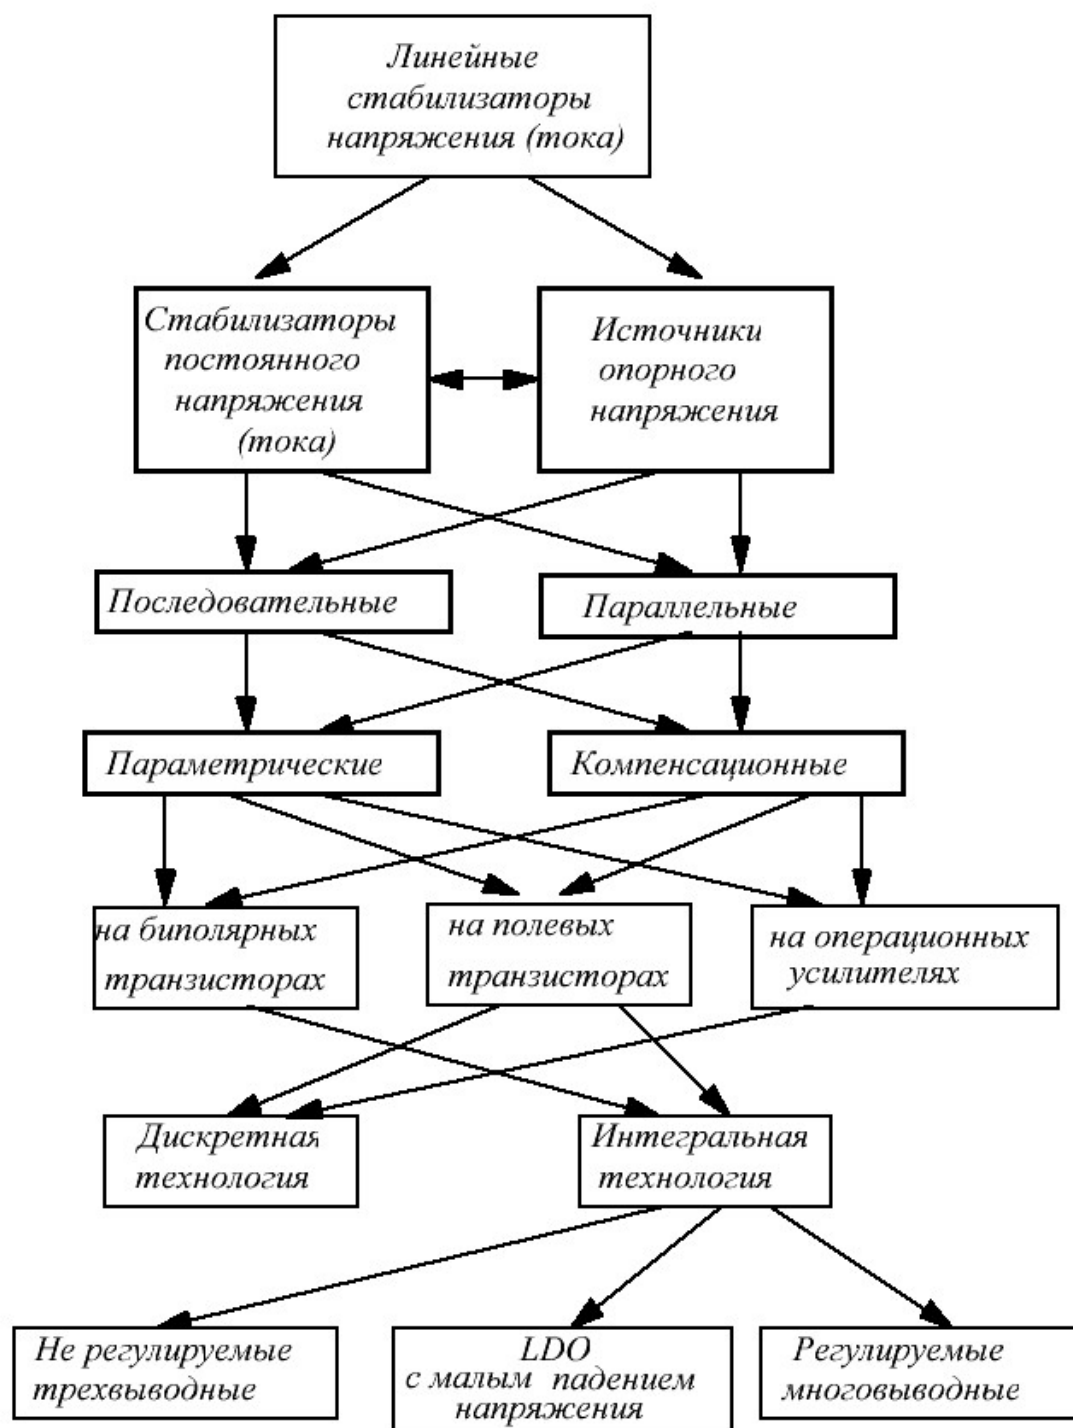 Линейные
стабилизаторы
напряжения (тока)
Стабилизаторы
постоянного
напряжения
(тока)
Источники
опорного
напряжения
Последовательные
Параллельные
Параметрические
Компенсационные
на биполярных
транзисторах
на полевых
транзисторах
на операционных
усилителях
Дискретная
технология
Интегральная
технология
Не регулируемые
трехвыводные
LDO
с малым падением
напряжения
Регулируемые
многовыводные